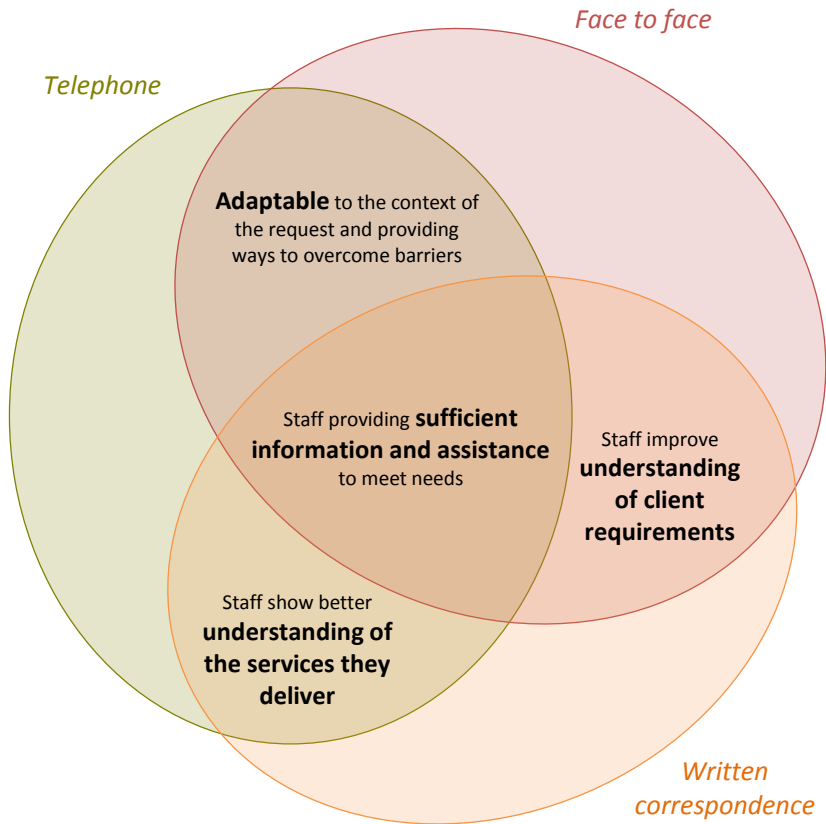 Face to face
Telephone
Adaptable to the context of
the request and providing
ways to overcome barriers
Staff providing sufficient
information and assistance
to meet needs
Staff improve
understanding
of client
requirements
Staff show better
understanding of
the services they
deliver
Written
correspondence